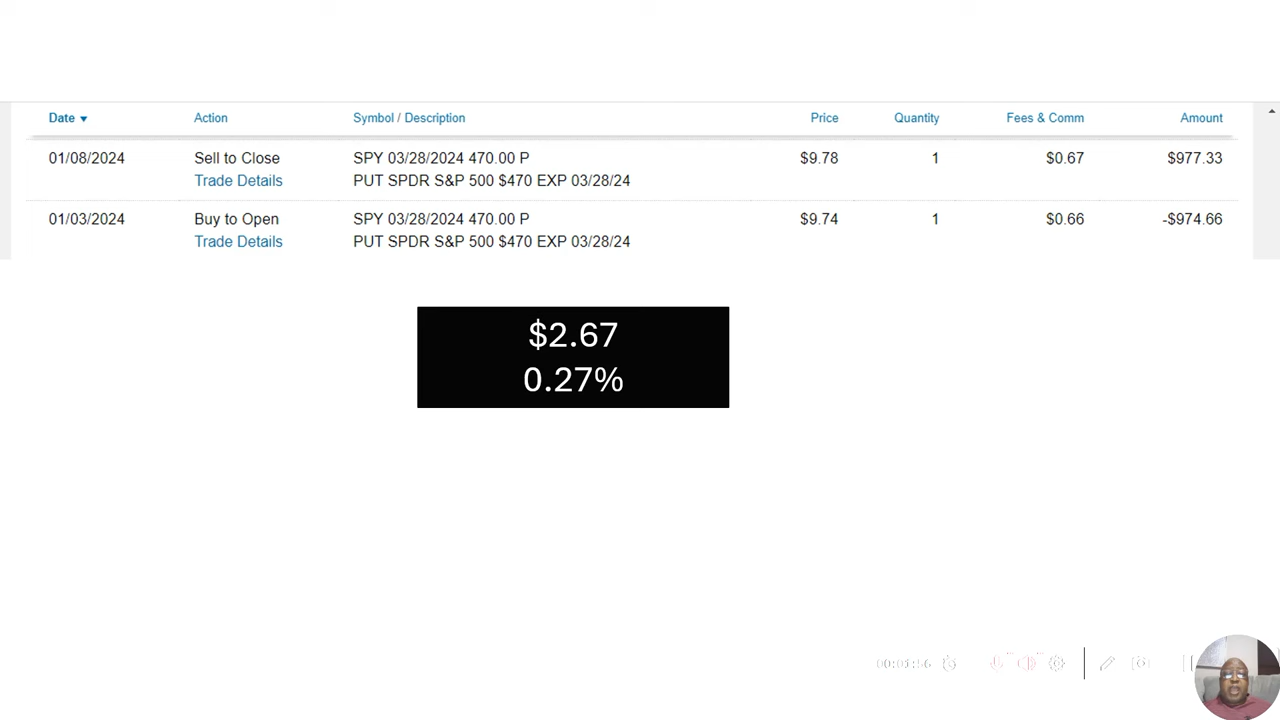 Date ▼ Action Symbol / Description Price Quantity Fees & Comm Amount
01/08/2024 Sell to Close SPY 03/28/2024 470.00 P $9.78 1 $0.67 $977.33
Trade Details PUT SPDR S&P 500 $470 EXP 03/28/24
01/03/2024 Buy to Open SPY 03/28/2024 470.00 P $9.74 1 $0.66 -$974.66
Trade Details PUT SPDR S&P 500 $470 EXP 03/28/24
$2.67
0.27%
00:01:56